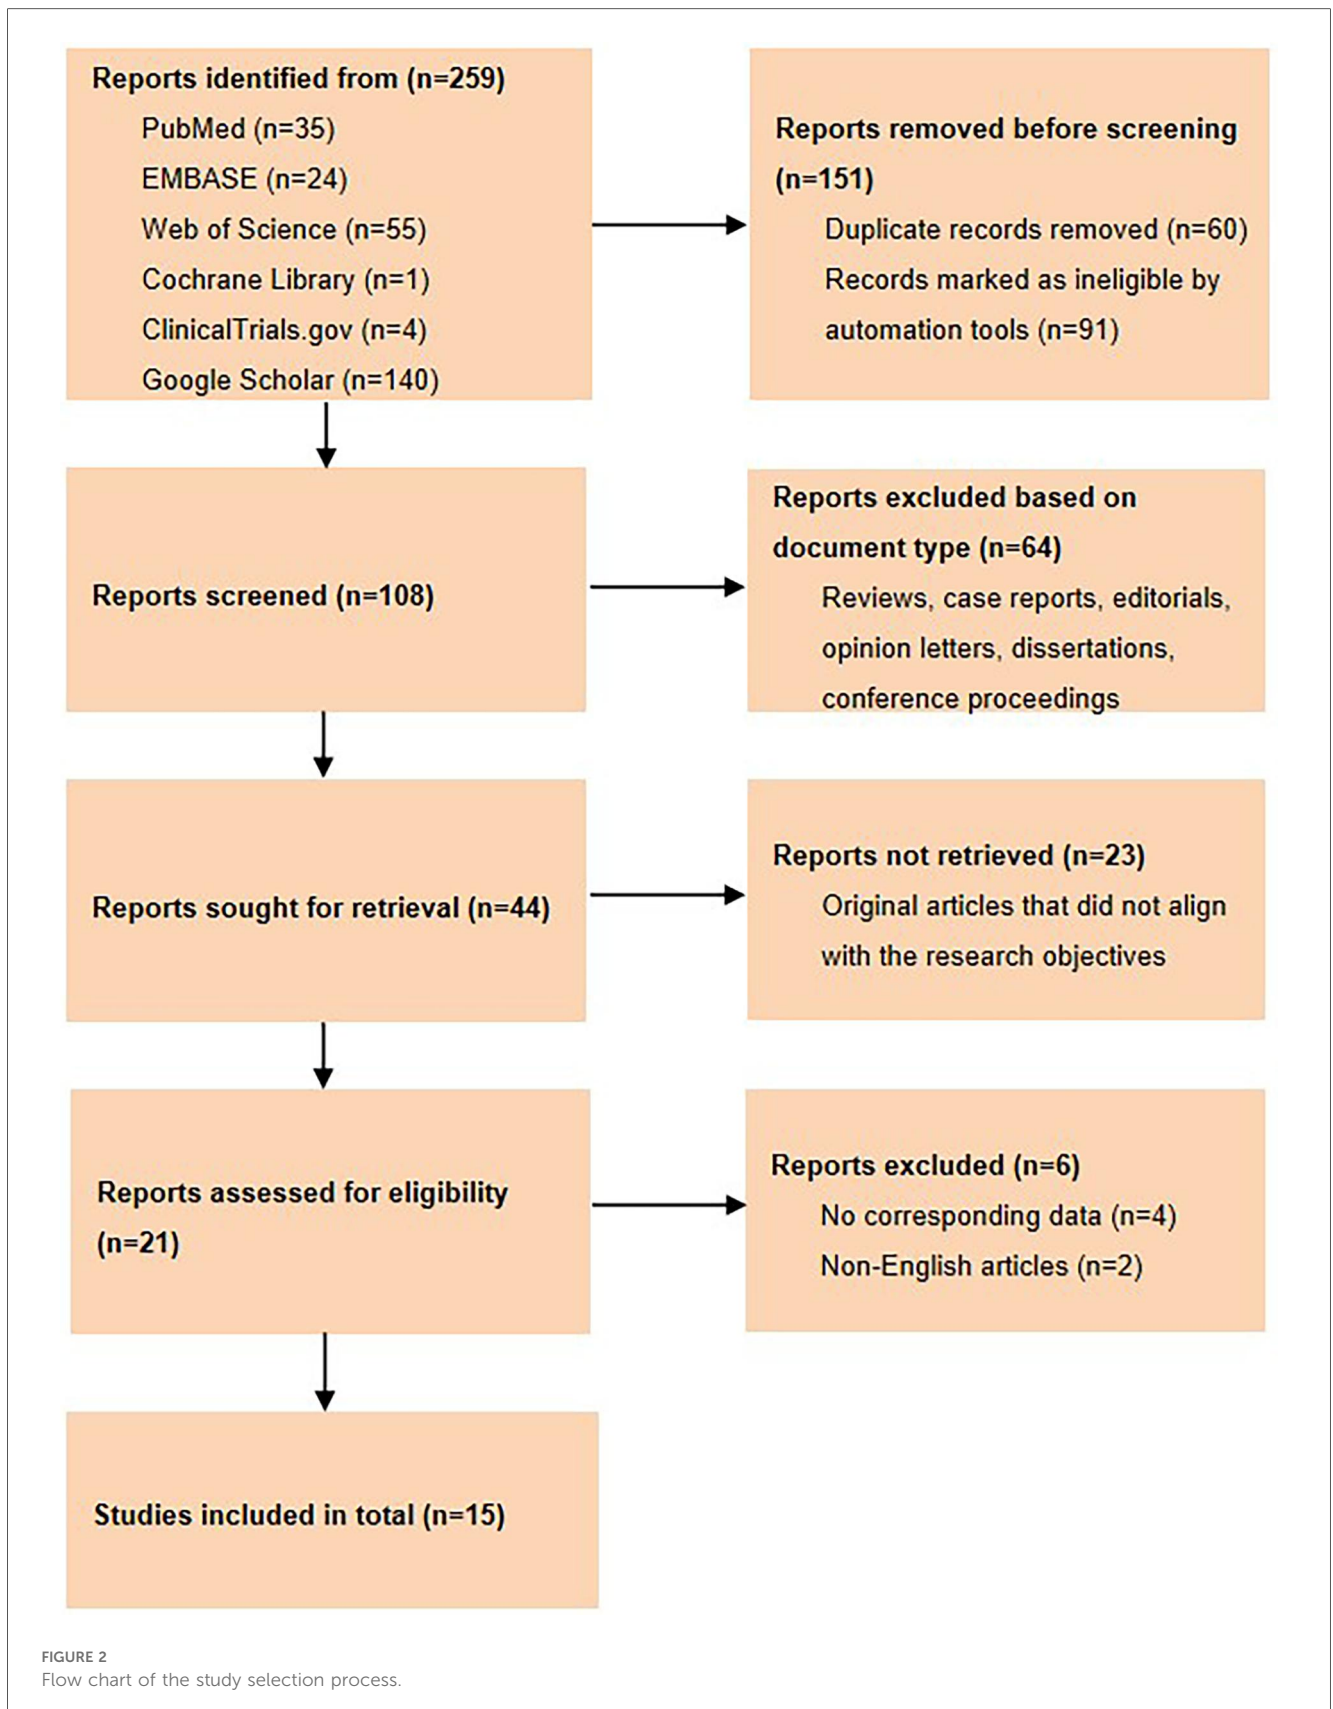 Reports identified from (n=259)
PubMed (n=35)
EMBASE (n=24)
Web of Science (n=55)
Cochrane Library (n=1)
ClinicalTrials.gov (n=4)
Google Scholar (n=140)
Reports removed before screening
(n=151)
Duplicate records removed (n=60)
Records marked as ineligible by
automation tools (n=91)
Reports screened (n=108)
Reports excluded based on
document type (n=64)
Reviews, case reports, editorials,
opinion letters, dissertations,
conference proceedings
Reports sought for retrieval (n=44)
Reports not retrieved (n=23)
Original articles that did not align
with the research objectives
Reports assessed for eligibility
(n=21)
Reports excluded (n=6)
No corresponding data (n=4)
Non-English articles (n=2)
Studies included in total (n=15)
FIGURE 2
Flow chart of the study selection process.